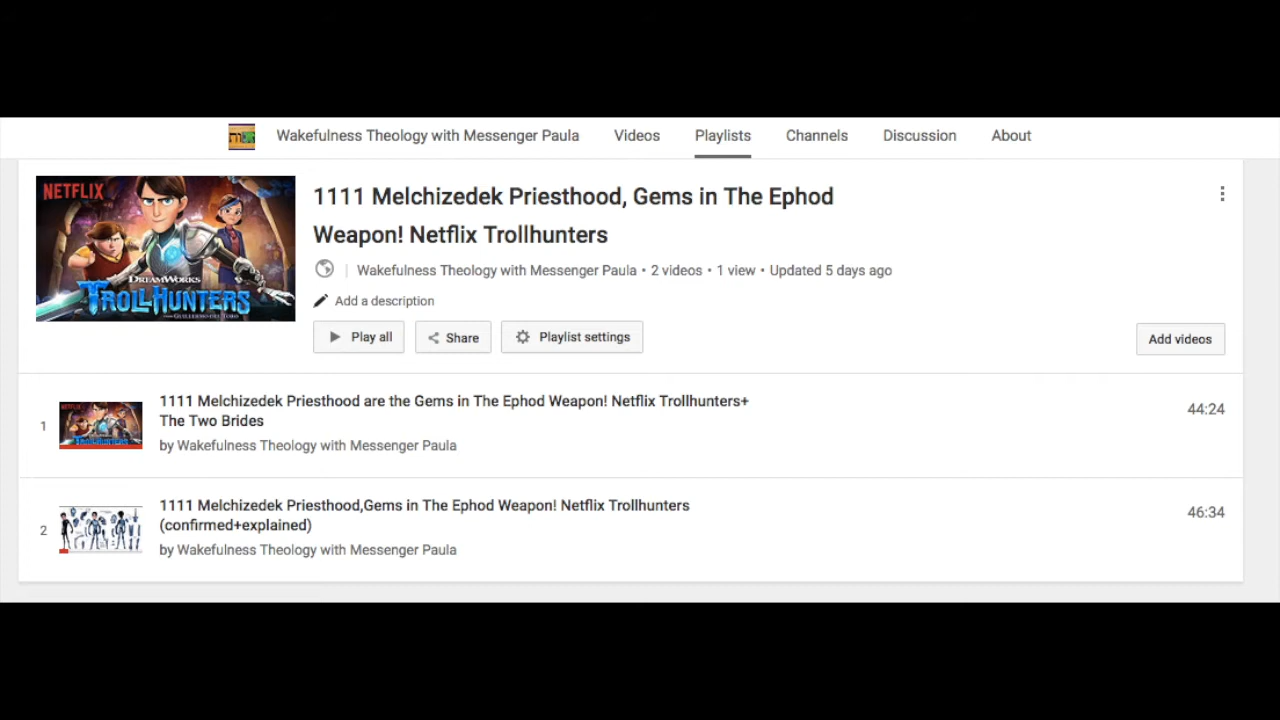 Wakefulness Theology with Messenger Paula Videos Playlists Channels Discussion About
NETFLIX
DREAMWORKS
TROLLHUNTERS
1111 Melchizedek Priesthood, Gems in The Ephod
Weapon! Netflix Trollhunters
Wakefulness Theology with Messenger Paula • 2 videos • 1 view • Updated 5 days ago
Add a description
Play all Share Playlist settings Add videos
1
1111 Melchizedek Priesthood are the Gems in The Ephod Weapon! Netflix Trollhunters+
The Two Brides
by Wakefulness Theology with Messenger Paula
44:24
2
1111 Melchizedek Priesthood,Gems in The Ephod Weapon! Netflix Trollhunters
(confirmed+explained)
by Wakefulness Theology with Messenger Paula
46:34